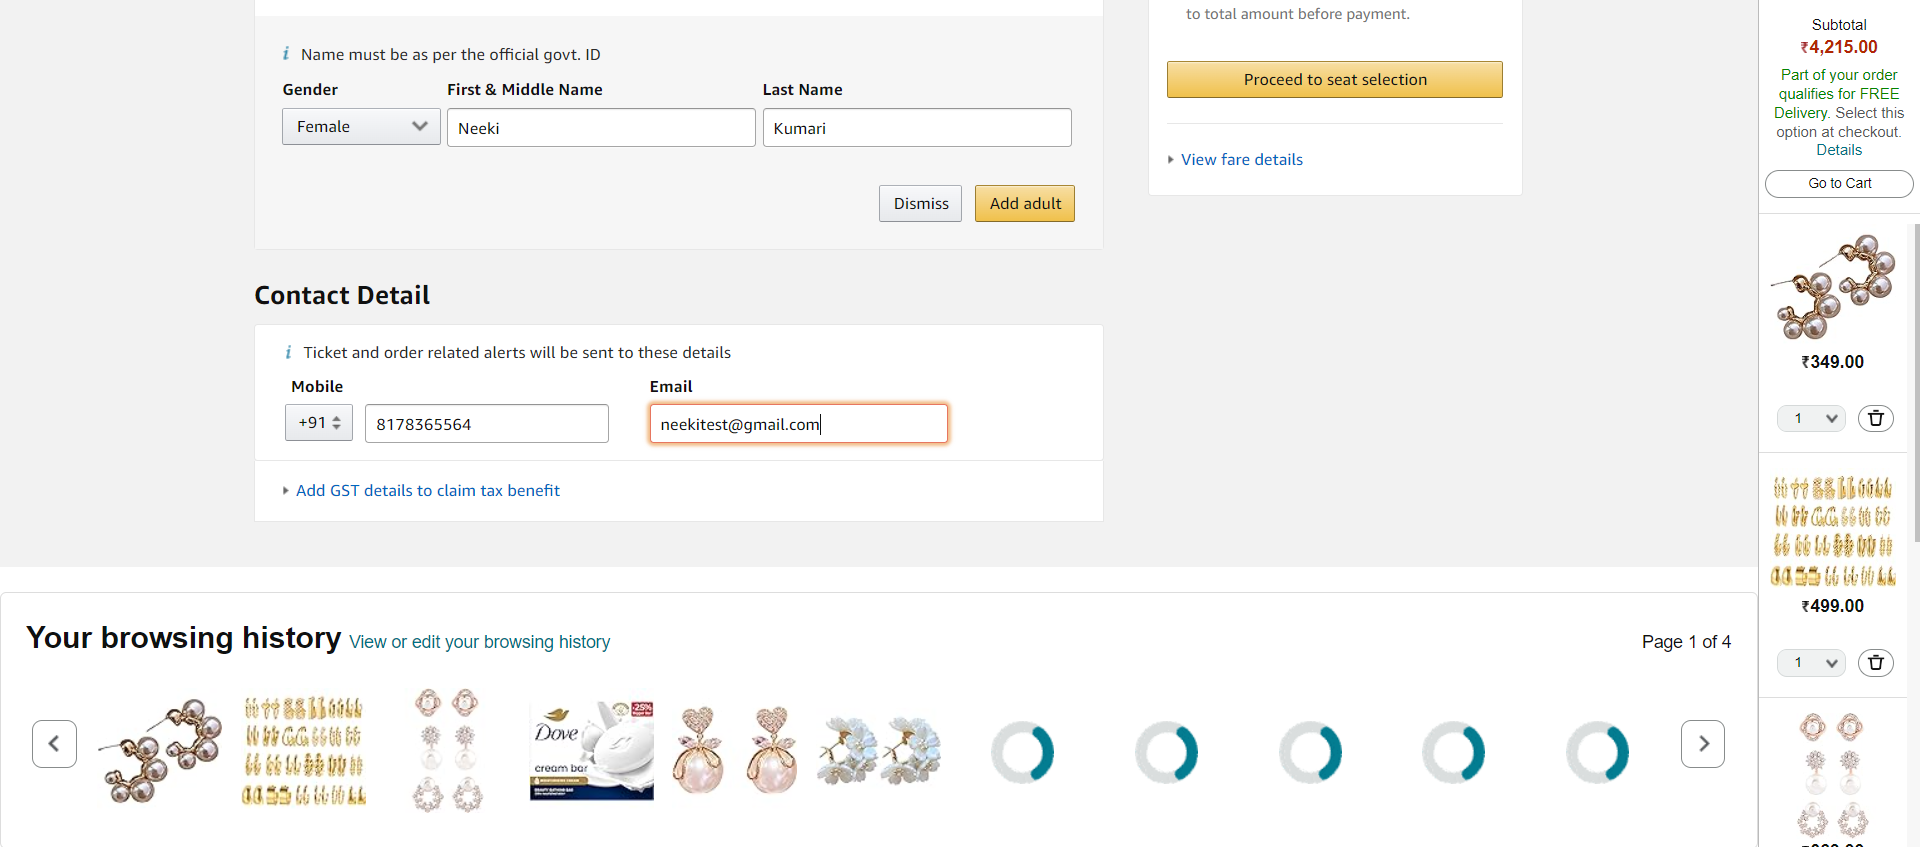 to total amount before payment.
i Name must be as per the official govt. ID
Gender First & Middle Name Last Name
Female Neeki Kumari
Dismiss Add adult
Proceed to seat selection
View fare details
Contact Detail
i Ticket and order related alerts will be sent to these details
Mobile Email
+91 8178365564 neekitest@gmail.com
Add GST details to claim tax benefit
Your browsing history View or edit your browsing history Page 1 of 4
-25%
Dove
cream bar
Subtotal
₹4,215.00
Part of your order
qualifies for FREE
Delivery. Select this
option at checkout.
Details
Go to Cart
₹349.00
1
₹499.00
1